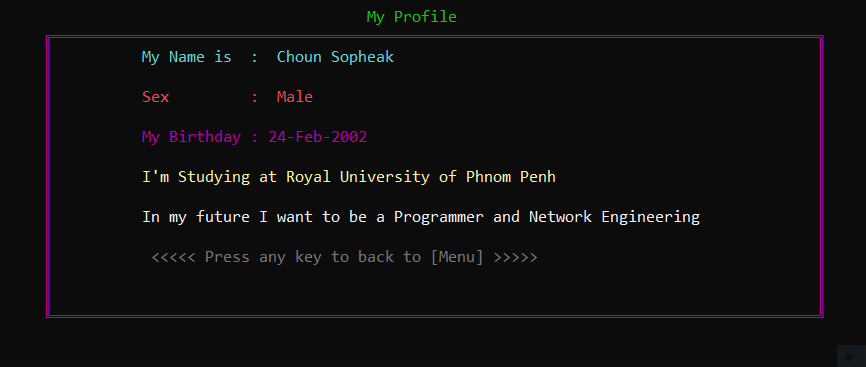 My Profile
My Name is : Choun Sopheak
Sex : Male
My Birthday : 24-Feb-2002
I'm Studying at Royal University of Phnom Penh
In my future I want to be a Programmer and Network Engineering
<<<<< Press any key to back to [Menu] >>>>>